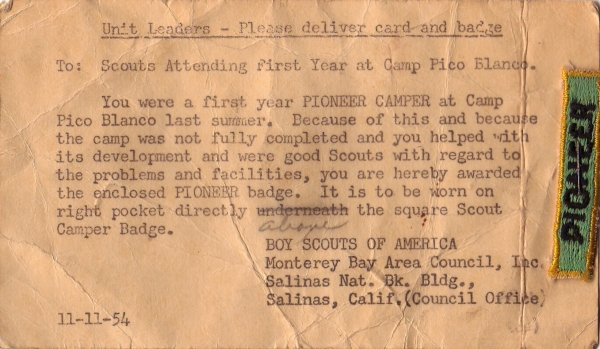 Unit Leaders - Please deliver card and badge
To: Scouts Attending first Year at Camp Pico Blanco.
You were a first year PIONEER CAMPER at Camp
Pico Blanco last summer. Because of this and because
the camp was not fully completed and you helped with
its development and were good Scouts with regard to
the problems and facilities, you are hereby awarded
the enclosed PIONEER badge. It is to be worn on
right pocket directly underneath the square Scout
above
Camper Badge.
BOY SCOUTS OF AMERICA
Monterey Bay Area Council, Inc.
Salinas Nat. Bk. Bldg.,
Salinas, Calif.(Council Office)
11-11-54
PIONEER